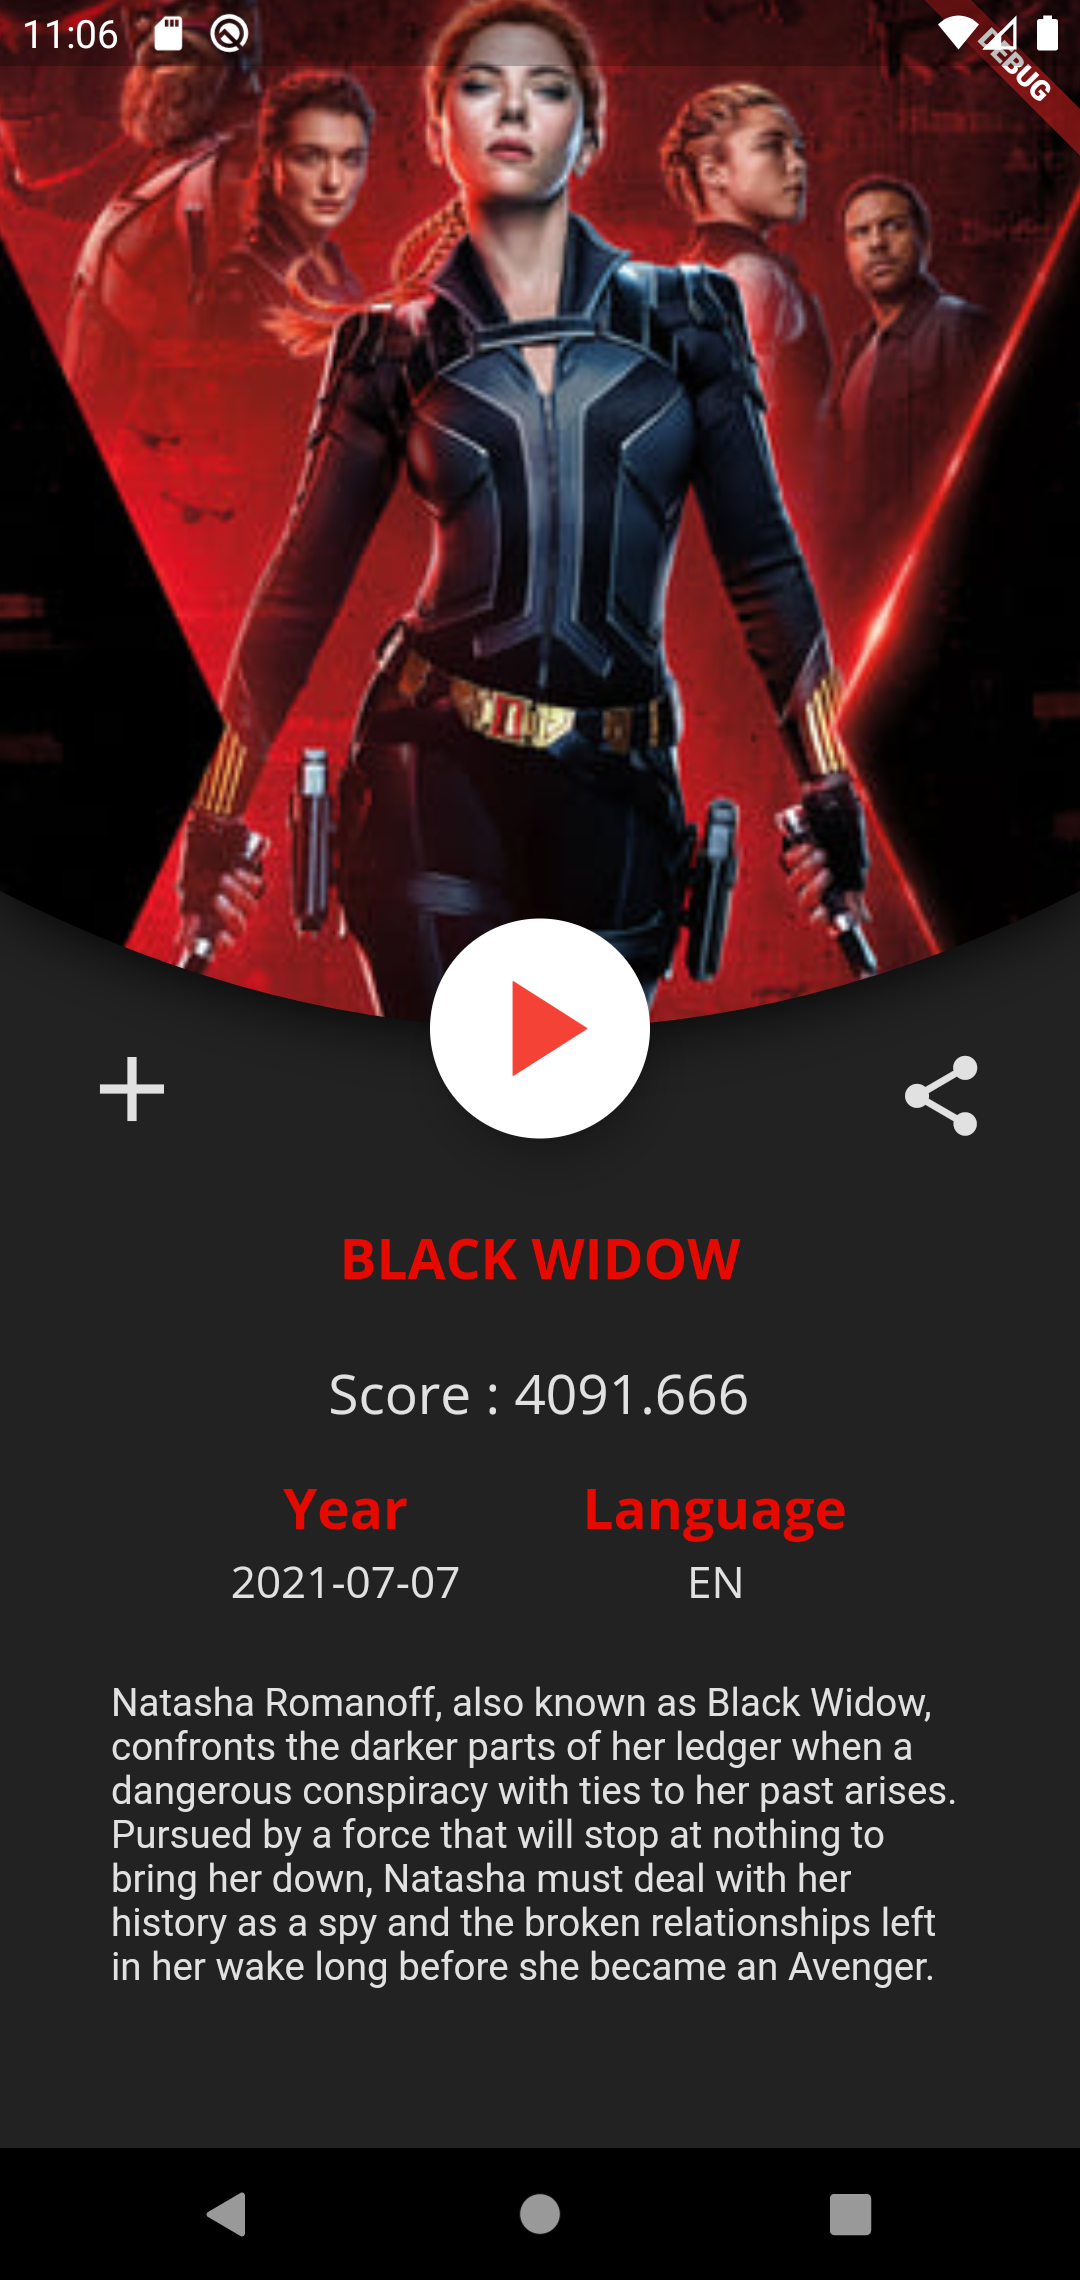 11:06
DEBUG
BLACK WIDOW
Score : 4091.666
Year Language
2021-07-07 EN
Natasha Romanoff, also known as Black Widow,
confronts the darker parts of her ledger when a
dangerous conspiracy with ties to her past arises.
Pursued by a force that will stop at nothing to
bring her down, Natasha must deal with her
history as a spy and the broken relationships left
in her wake long before she became an Avenger.